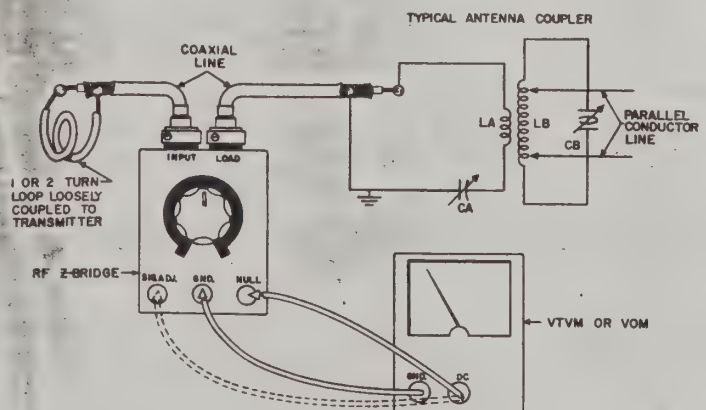 TYPICAL ANTENNA COUPLER
COAXIAL
LINE
INPUT
LOAD
LA
LB
CB
CA
PARALLEL
CONDUCTOR
LINE
1 OR 2 TURN
LOOP LOOSELY
COUPLED TO
TRANSMITTER
RF Z-BRIDGE
SIG.ADJ.
GND.
NULL
VTVM OR VOM
GND.
DC